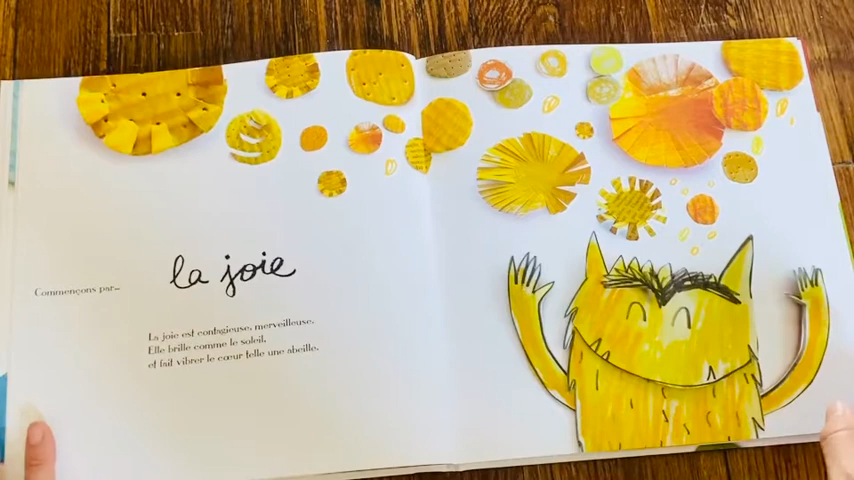 Commençons par...
la joie
La joie est contagieuse, merveilleuse.
Elle brille comme le soleil,
et fait vibrer le cœur telle une abeille.